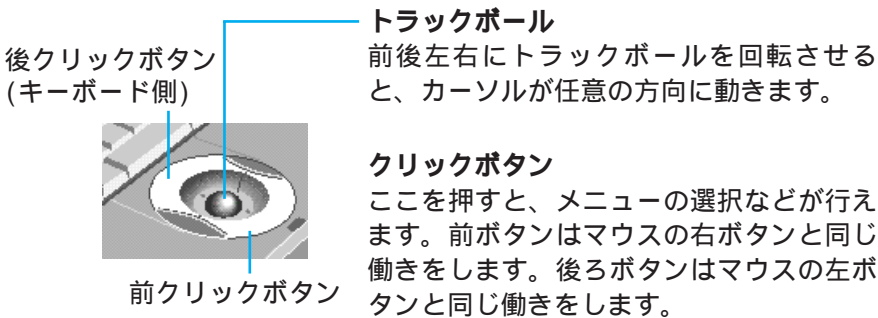 後クリックボタン
(キーボード側)
前クリックボタン
トラックボール
前後左右にトラックボールを回転させる
と、カーソルが任意の方向に動きます。
クリックボタン
ここを押すと、メニューの選択などが行え
ます。前ボタンはマウスの右ボタンと同じ
働きをします。後ろボタンはマウスの左ボ
タンと同じ働きをします。